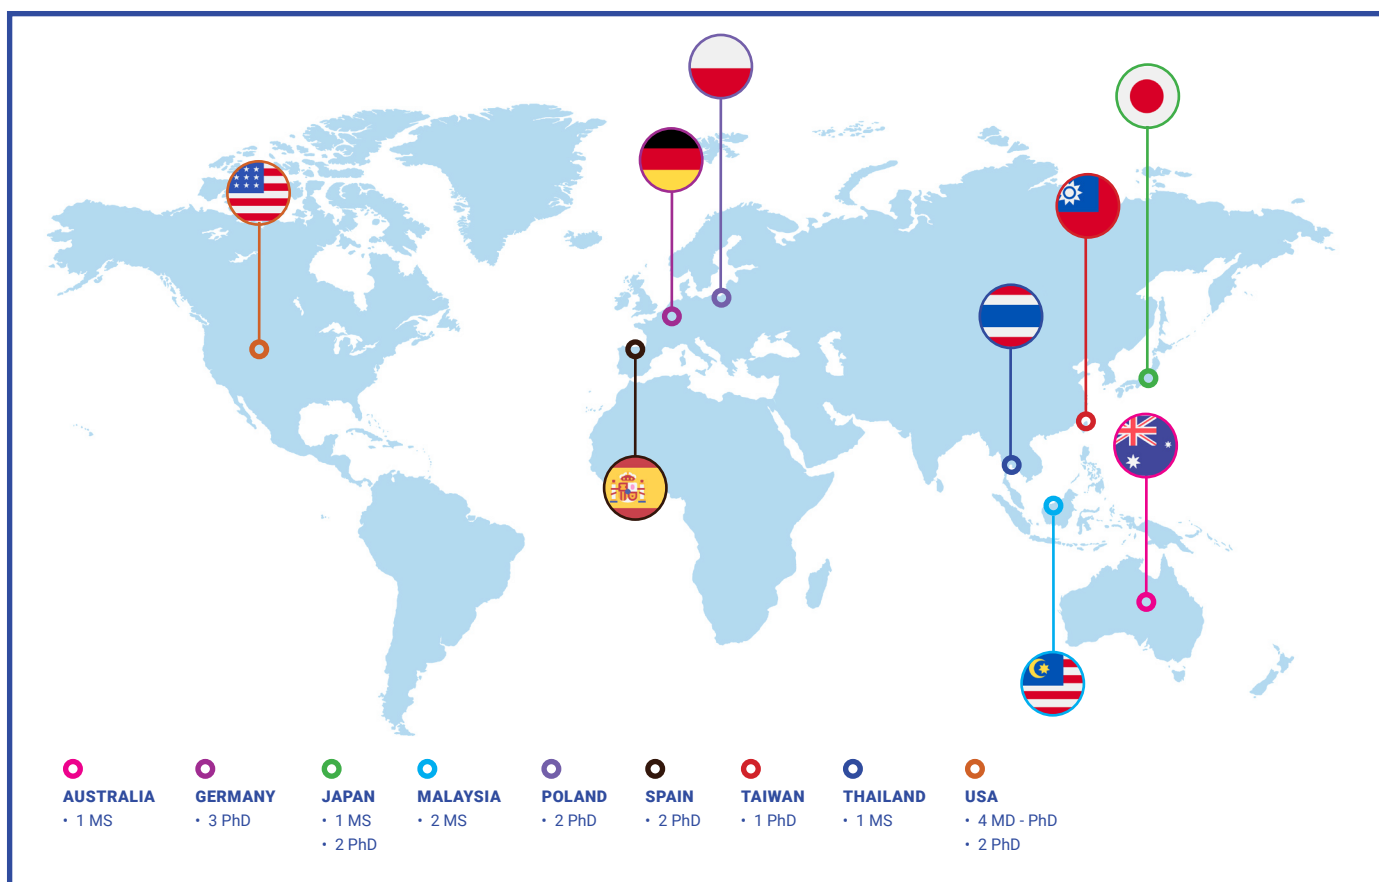 AUSTRALIA
• 1 MS
GERMANY
• 3 PhD
JAPAN
• 1 MS
• 2 PhD
MALAYSIA
• 2 MS
POLAND
• 2 PhD
SPAIN
• 2 PhD
TAIWAN
• 1 PhD
THAILAND
• 1 MS
USA
• 4 MD - PhD
• 2 PhD